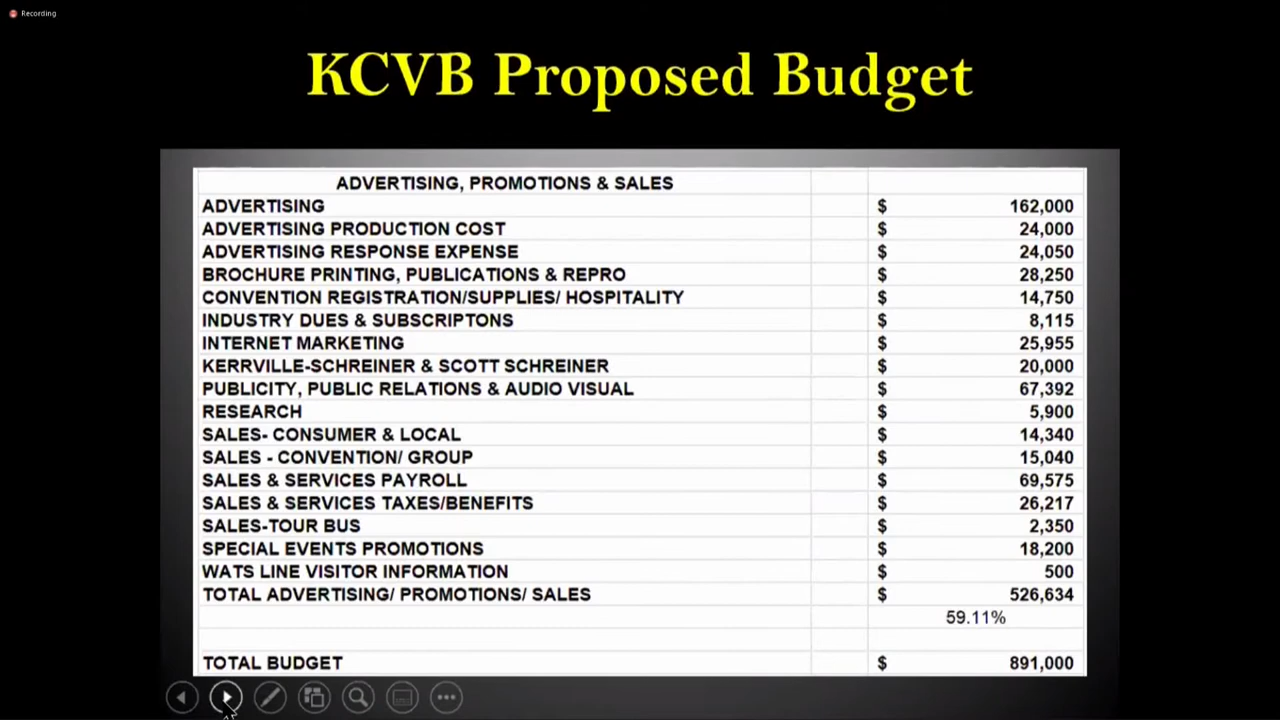 Recording
KCVB Proposed Budget
ADVERTISING, PROMOTIONS & SALES
ADVERTISING $ 162,000
ADVERTISING PRODUCTION COST $ 24,000
ADVERTISING RESPONSE EXPENSE $ 24,050
BROCHURE PRINTING, PUBLICATIONS & REPRO $ 28,250
CONVENTION REGISTRATION/SUPPLIES/ HOSPITALITY $ 14,750
INDUSTRY DUES & SUBSCRIPTONS $ 8,115
INTERNET MARKETING $ 25,955
KERRVILLE-SCHREINER & SCOTT SCHREINER $ 20,000
PUBLICITY, PUBLIC RELATIONS & AUDIO VISUAL $ 67,392
RESEARCH $ 5,900
SALES- CONSUMER & LOCAL $ 14,340
SALES - CONVENTION/ GROUP $ 15,040
SALES & SERVICES PAYROLL $ 69,575
SALES & SERVICES TAXES/BENEFITS $ 26,217
SALES-TOUR BUS $ 2,350
SPECIAL EVENTS PROMOTIONS $ 18,200
WATS LINE VISITOR INFORMATION $ 500
TOTAL ADVERTISING/ PROMOTIONS/ SALES $ 526,634
59.11%
TOTAL BUDGET $ 891,000